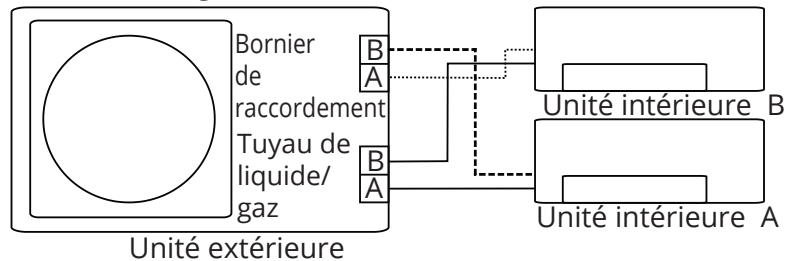 Bornier
de
raccordement
B
A
Tuyau de
liquide/
gaz
B
A
Unité extérieure
Unité intérieure B
Unité intérieure A